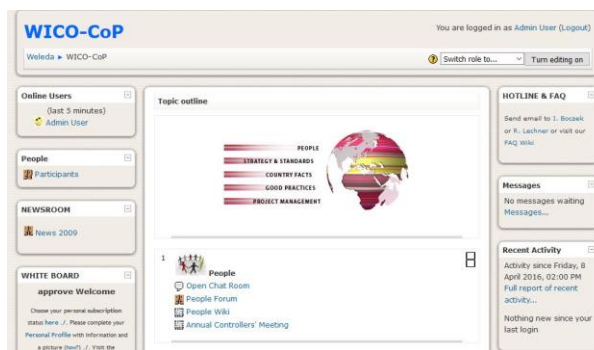 WICO-CoP
You are logged in as Admin User (Logout)
Weleda ► WICO-CoP
Switch role to...
Turn editing on
Online Users
(last 5 minutes)
Admin User
People
Participants
NEWSROOM
News 2009
WHITE BOARD
approve Welcome
Choose your personal subscription
status here ./. Please complete your
Personal Profile with information and
a picture (how?) ./. Visit the
Topic outline
PEOPLE
STRATEGY & STANDARDS
COUNTRY FACTS
GOOD PRACTICES
PROJECT MANAGEMENT
1
People
Open Chat Room
People Forum
People Wiki
Annual Controllers' Meeting
HOTLINE & FAQ
Send email to I. Boczek
or R. Lechner or visit our
FAQ Wiki
Messages
No messages waiting
Messages...
Recent Activity
Activity since Friday, 8
April 2016, 02:00 PM
Full report of recent
activity...
Nothing new since your
last login